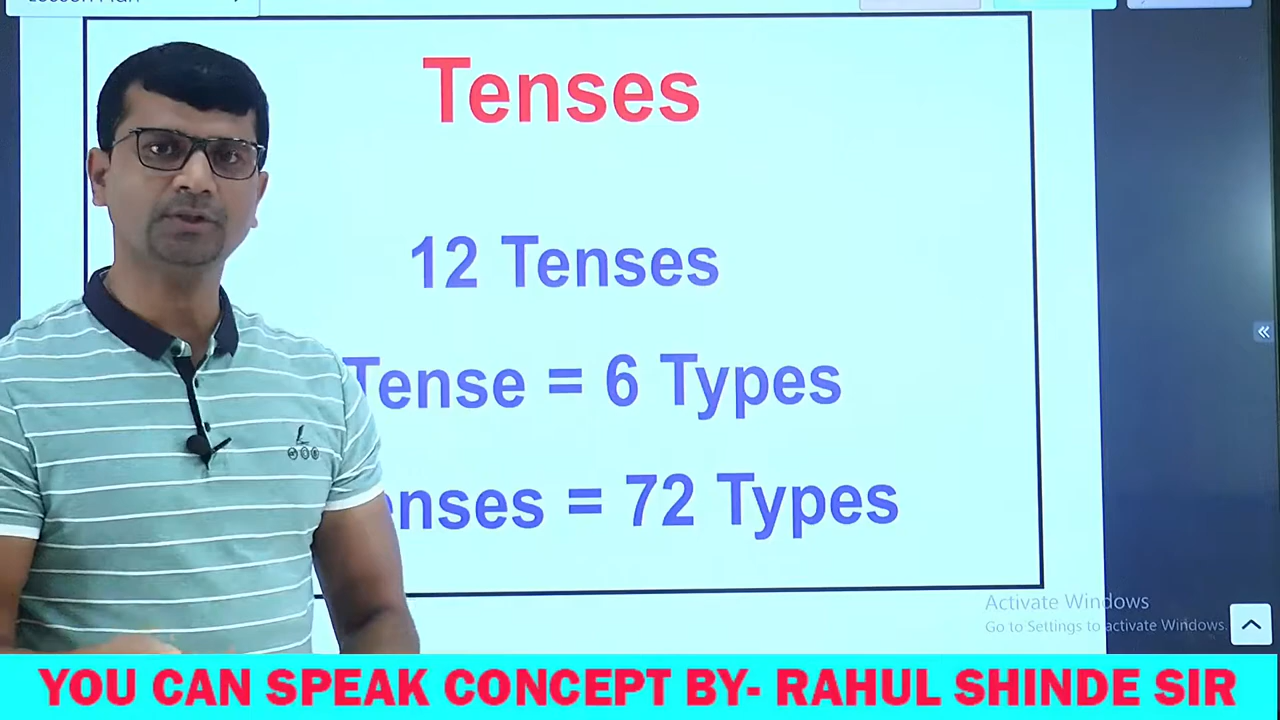 Tenses
12 Tenses
Tense = 6 Types
enses = 72 Types
Activate Windows
Go to Settings to activate Windows.
YOU CAN SPEAK CONCEPT BY- RAHUL SHINDE SIR